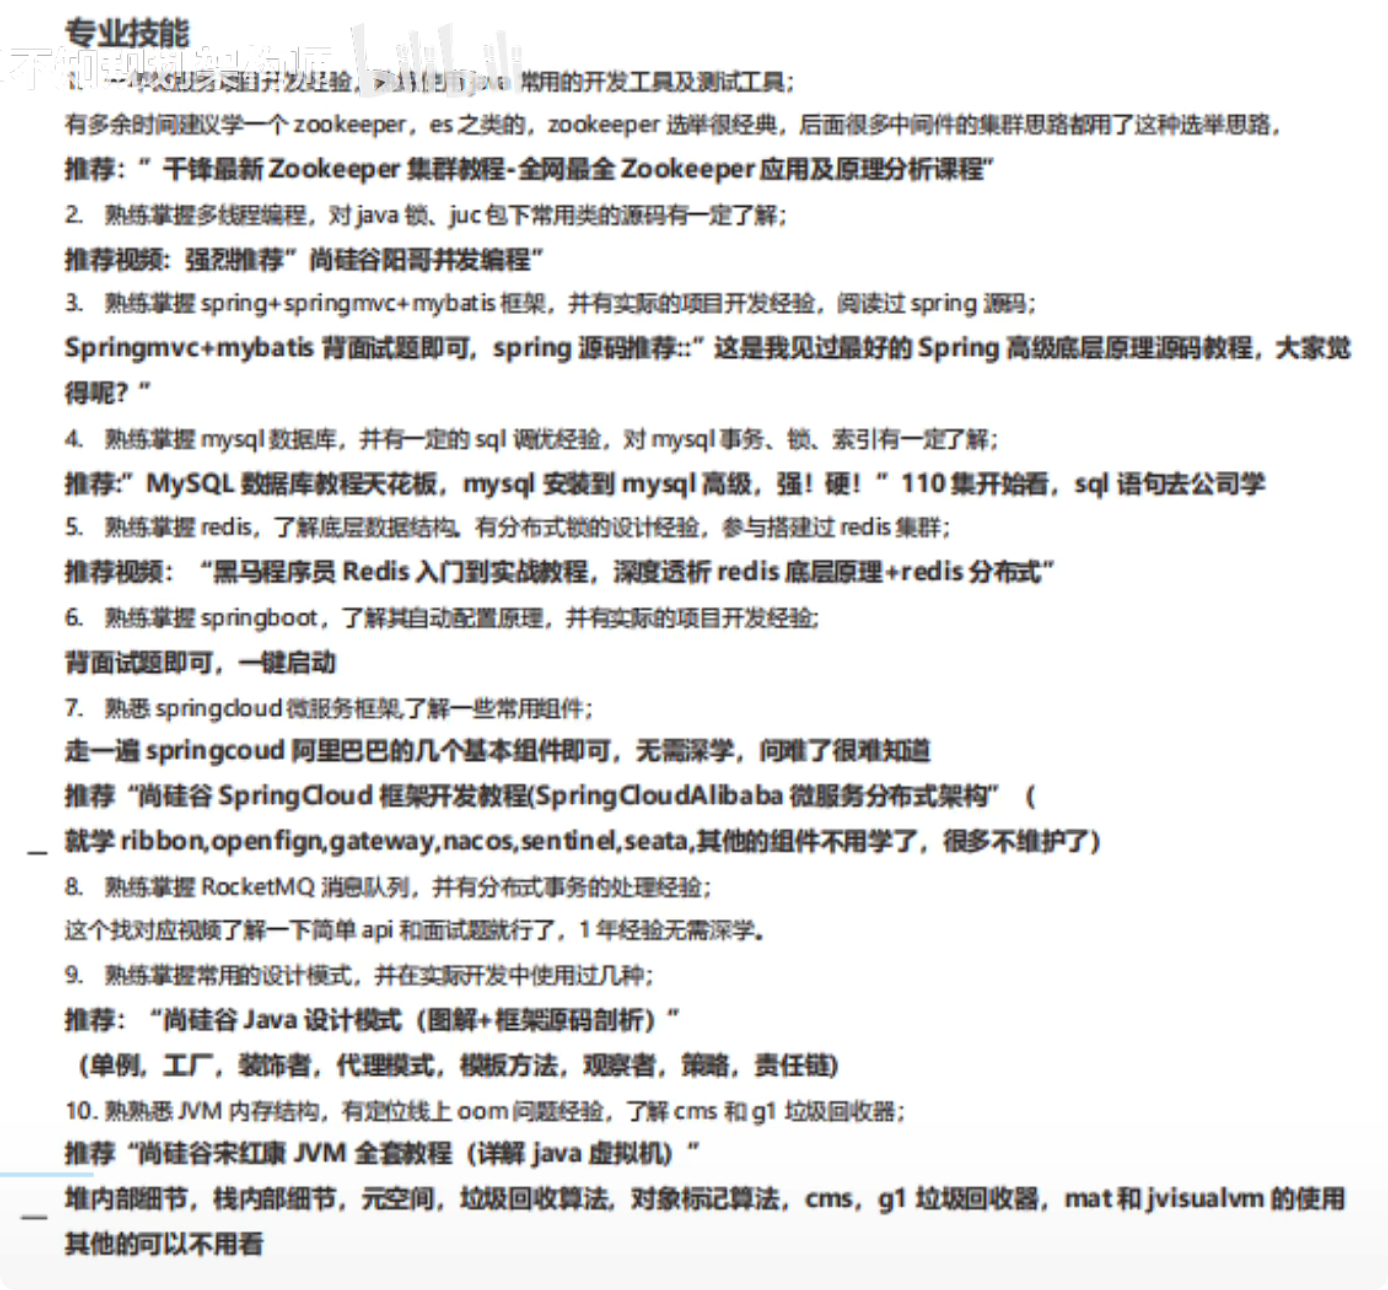 专业技能
项目开发经验，熟练使用 java 常用的开发工具及测试工具；
有多余时间建议学一个 zookeeper，es 之类的，zookeeper 选举很经典，后面很多中间件的集群思路都用了这种选举思路，
推荐：”千锋最新 Zookeeper 集群教程-全网最全 Zookeeper 应用及原理分析课程”
2. 熟练掌握多线程编程，对 java 锁、juc 包下常用类的源码有一定了解；
推荐视频：强烈推荐”尚硅谷阳哥并发编程”
3. 熟练掌握 spring+springmvc+mybatis 框架，并有实际的项目开发经验，阅读过 spring 源码；
Springmvc+mybatis 背面试题即可，spring 源码推荐::”这是我见过最好的 Spring 高级底层原理源码教程，大家觉
得呢？”
4. 熟练掌握 mysql 数据库，并有一定的 sql 调优经验，对 mysql 事务、锁、索引有一定了解；
推荐:”MySQL 数据库教程天花板，mysql 安装到 mysql 高级，强！硬！”110 集开始看，sql 语句去公司学
5. 熟练掌握 redis，了解底层数据结构。有分布式锁的设计经验，参与搭建过 redis 集群；
推荐视频：“黑马程序员 Redis 入门到实战教程，深度透析 redis 底层原理+redis 分布式”
6. 熟练掌握 springboot，了解其自动配置原理，并有实际的项目开发经验；
背面试题即可，一键启动
7. 熟悉 springcloud 微服务框架,了解一些常用组件；
走一遍 springcoud 阿里巴巴的几个基本组件即可，无需深学，问难了很难知道
推荐“尚硅谷 SpringCloud 框架开发教程(SpringCloudAlibaba 微服务分布式架构”（
就学 ribbon,openfign,gateway,nacos,sentinel,seata,其他的组件不用学了，很多不维护了）
8. 熟练掌握 RocketMQ 消息队列，并有分布式事务的处理经验；
这个找对应视频了解一下简单 api 和面试题就行了，1 年经验无需深学。
9. 熟练掌握常用的设计模式，并在实际开发中使用过几种；
推荐：“尚硅谷 Java 设计模式（图解+框架源码剖析）”
（单例，工厂，装饰者，代理模式，模板方法，观察者，策略，责任链）
10. 熟熟悉 JVM 内存结构，有定位线上 oom 问题经验，了解 cms 和 g1 垃圾回收器；
推荐“尚硅谷宋红康 JVM 全套教程（详解 java 虚拟机）”
堆内部细节，栈内部细节，元空间，垃圾回收算法，对象标记算法，cms，g1 垃圾回收器，mat 和 jvisualvm 的使用
其他的可以不用看